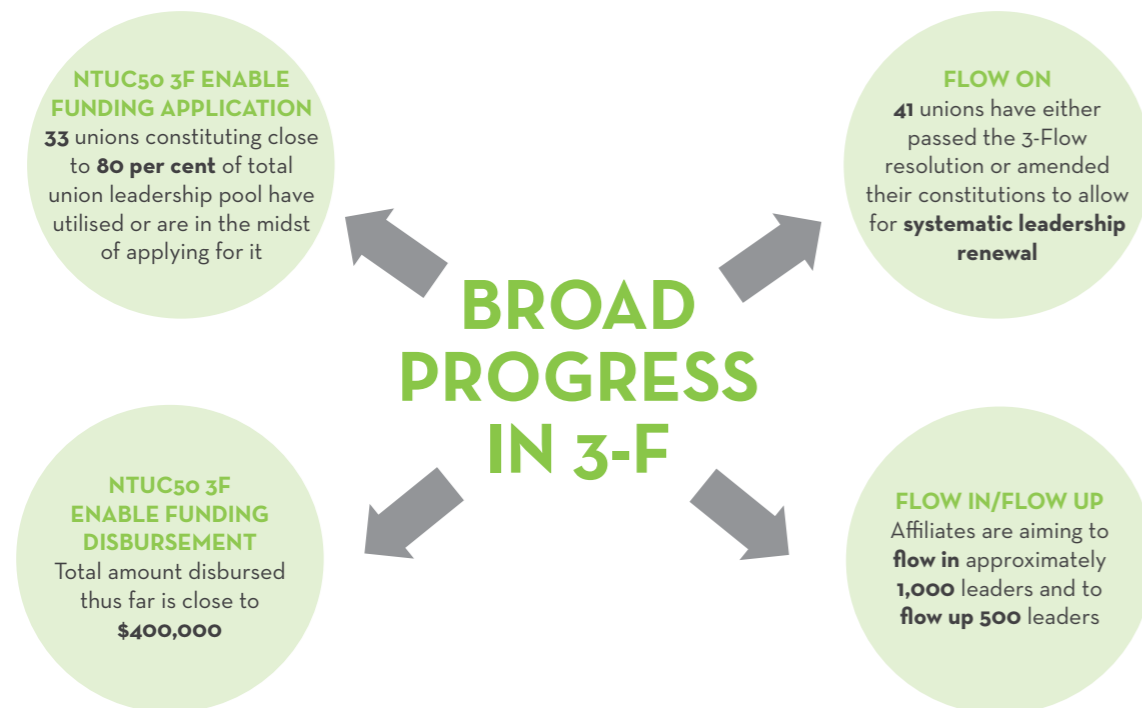 NTUC50 3F ENABLE
FUNDING APPLICATION
33 unions constituting close
to 80 per cent of total
union leadership pool have
utilised or are in the midst
of applying for it
FLOW ON
41 unions have either
passed the 3-Flow
resolution or amended
their constitutions to allow
for systematic leadership
renewal
BROAD
PROGRESS
IN 3-F
NTUC50 3F
ENABLE FUNDING
DISBURSEMENT
Total amount disbursed
thus far is close to
$400,000
FLOW IN/FLOW UP
Affiliates are aiming to
flow in approximately
1,000 leaders and to
flow up 500 leaders